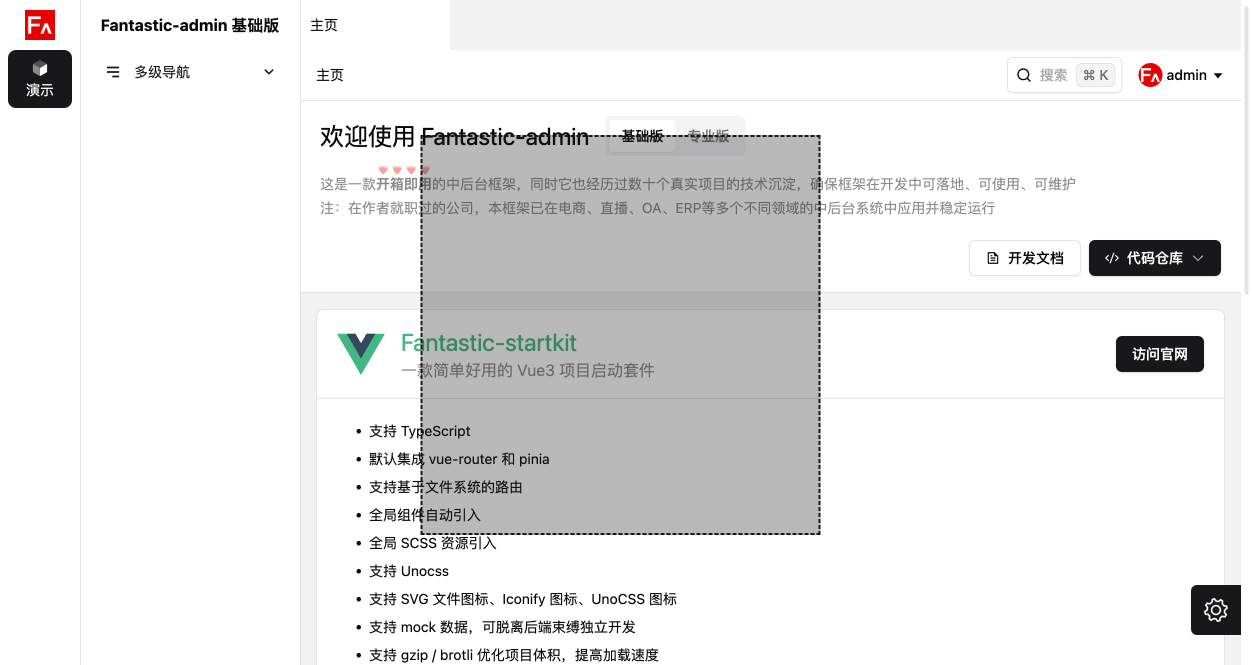 FA
演示
Fantastic-admin 基础版
多级导航
主页
主页
搜索 ⌘ K
FA admin
欢迎使用 Fantastic-admin 基础版 专业版
这是一款开箱即用的中后台框架，同时它也经历过数十个真实项目的技术沉淀，确保框架在开发中可落地、可使用、可维护
注：在作者就职过的公司，本框架已在电商、直播、OA、ERP等多个不同领域的中后台系统中应用并稳定运行
开发文档
代码仓库
Fantastic-startkit
一款简单好用的 Vue3 项目启动套件
访问官网
• 支持 TypeScript
• 默认集成 vue-router 和 pinia
• 支持基于文件系统的路由
• 全局组件自动引入
• 全局 SCSS 资源引入
• 支持 Unocss
• 支持 SVG 文件图标、Iconify 图标、UnoCSS 图标
• 支持 mock 数据，可脱离后端束缚独立开发
• 支持 gzip / brotli 优化项目体积，提高加载速度